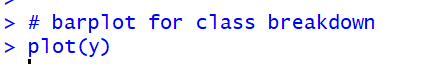 > # barplot for class breakdown
> plot(y)